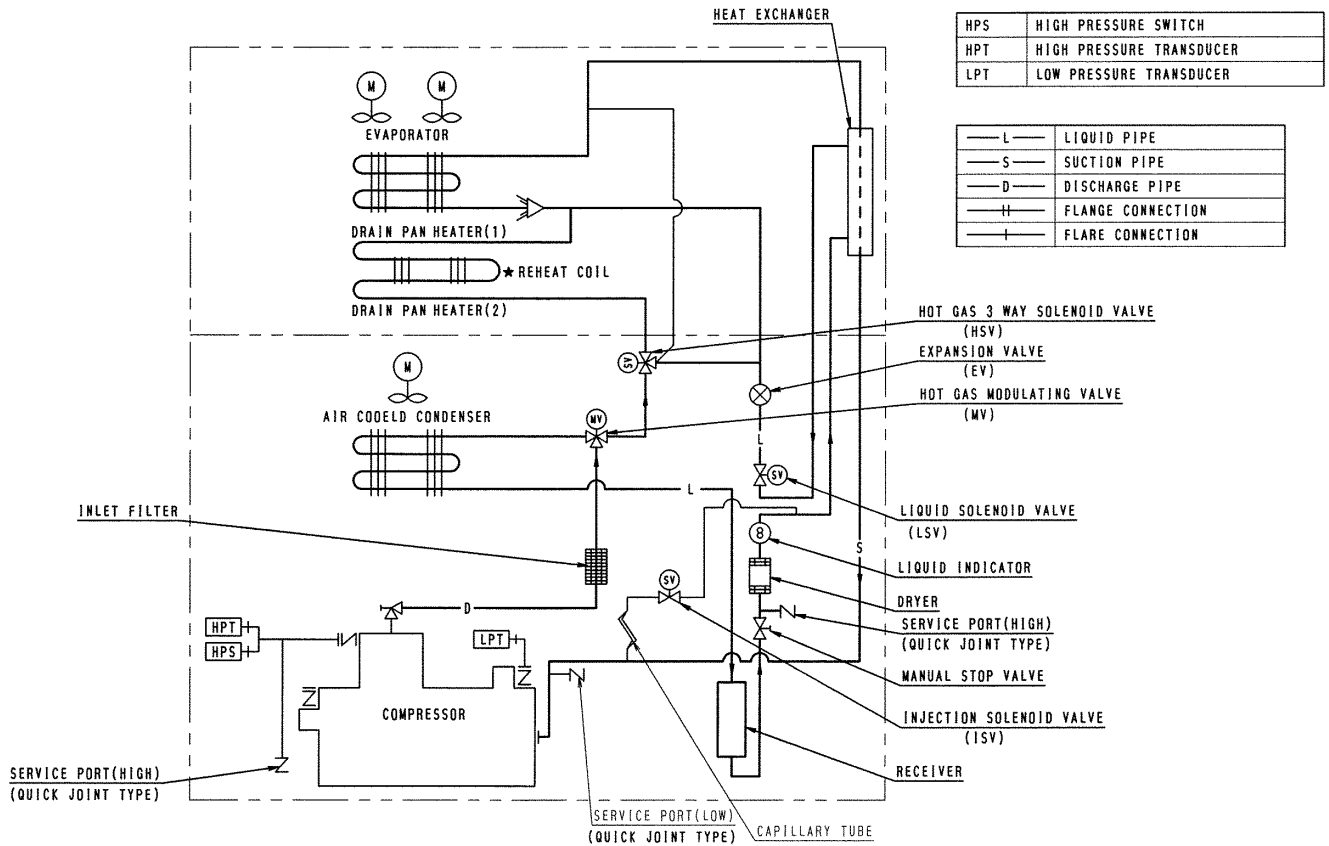 HEAT EXCHANGER
HPS HIGH PRESSURE SWITCH
HPT HIGH PRESSURE TRANSDUCER
LPT LOW PRESSURE TRANSDUCER
L LIQUID PIPE
S SUCTION PIPE
D DISCHARGE PIPE
FLANGE CONNECTION
FLARE CONNECTION
M M
EVAPORATOR
DRAIN PAN HEATER(1)
★REHEAT COIL
DRAIN PAN HEATER(2)
HOT GAS 3 WAY SOLENOID VALVE
(HSV)
SV
EXPANSION VALVE
(EV)
M
HOT GAS MODULATING VALVE
(MV)
AIR COOELD CONDENSER
MV
L
SV
L
INLET FILTER
LIQUID SOLENOID VALVE
(LSV)
8
S
LIQUID INDICATOR
SV
DRYER
D
SERVICE PORT(HIGH)
(QUICK JOINT TYPE)
HPT
HPS
LPT
MANUAL STOP VALVE
COMPRESSOR
INJECTION SOLENOID VALVE
(ISV)
RECEIVER
SERVICE PORT(HIGH)
(QUICK JOINT TYPE)
SERVICE PORT(LOW)
(QUICK JOINT TYPE)
CAPILLARY TUBE